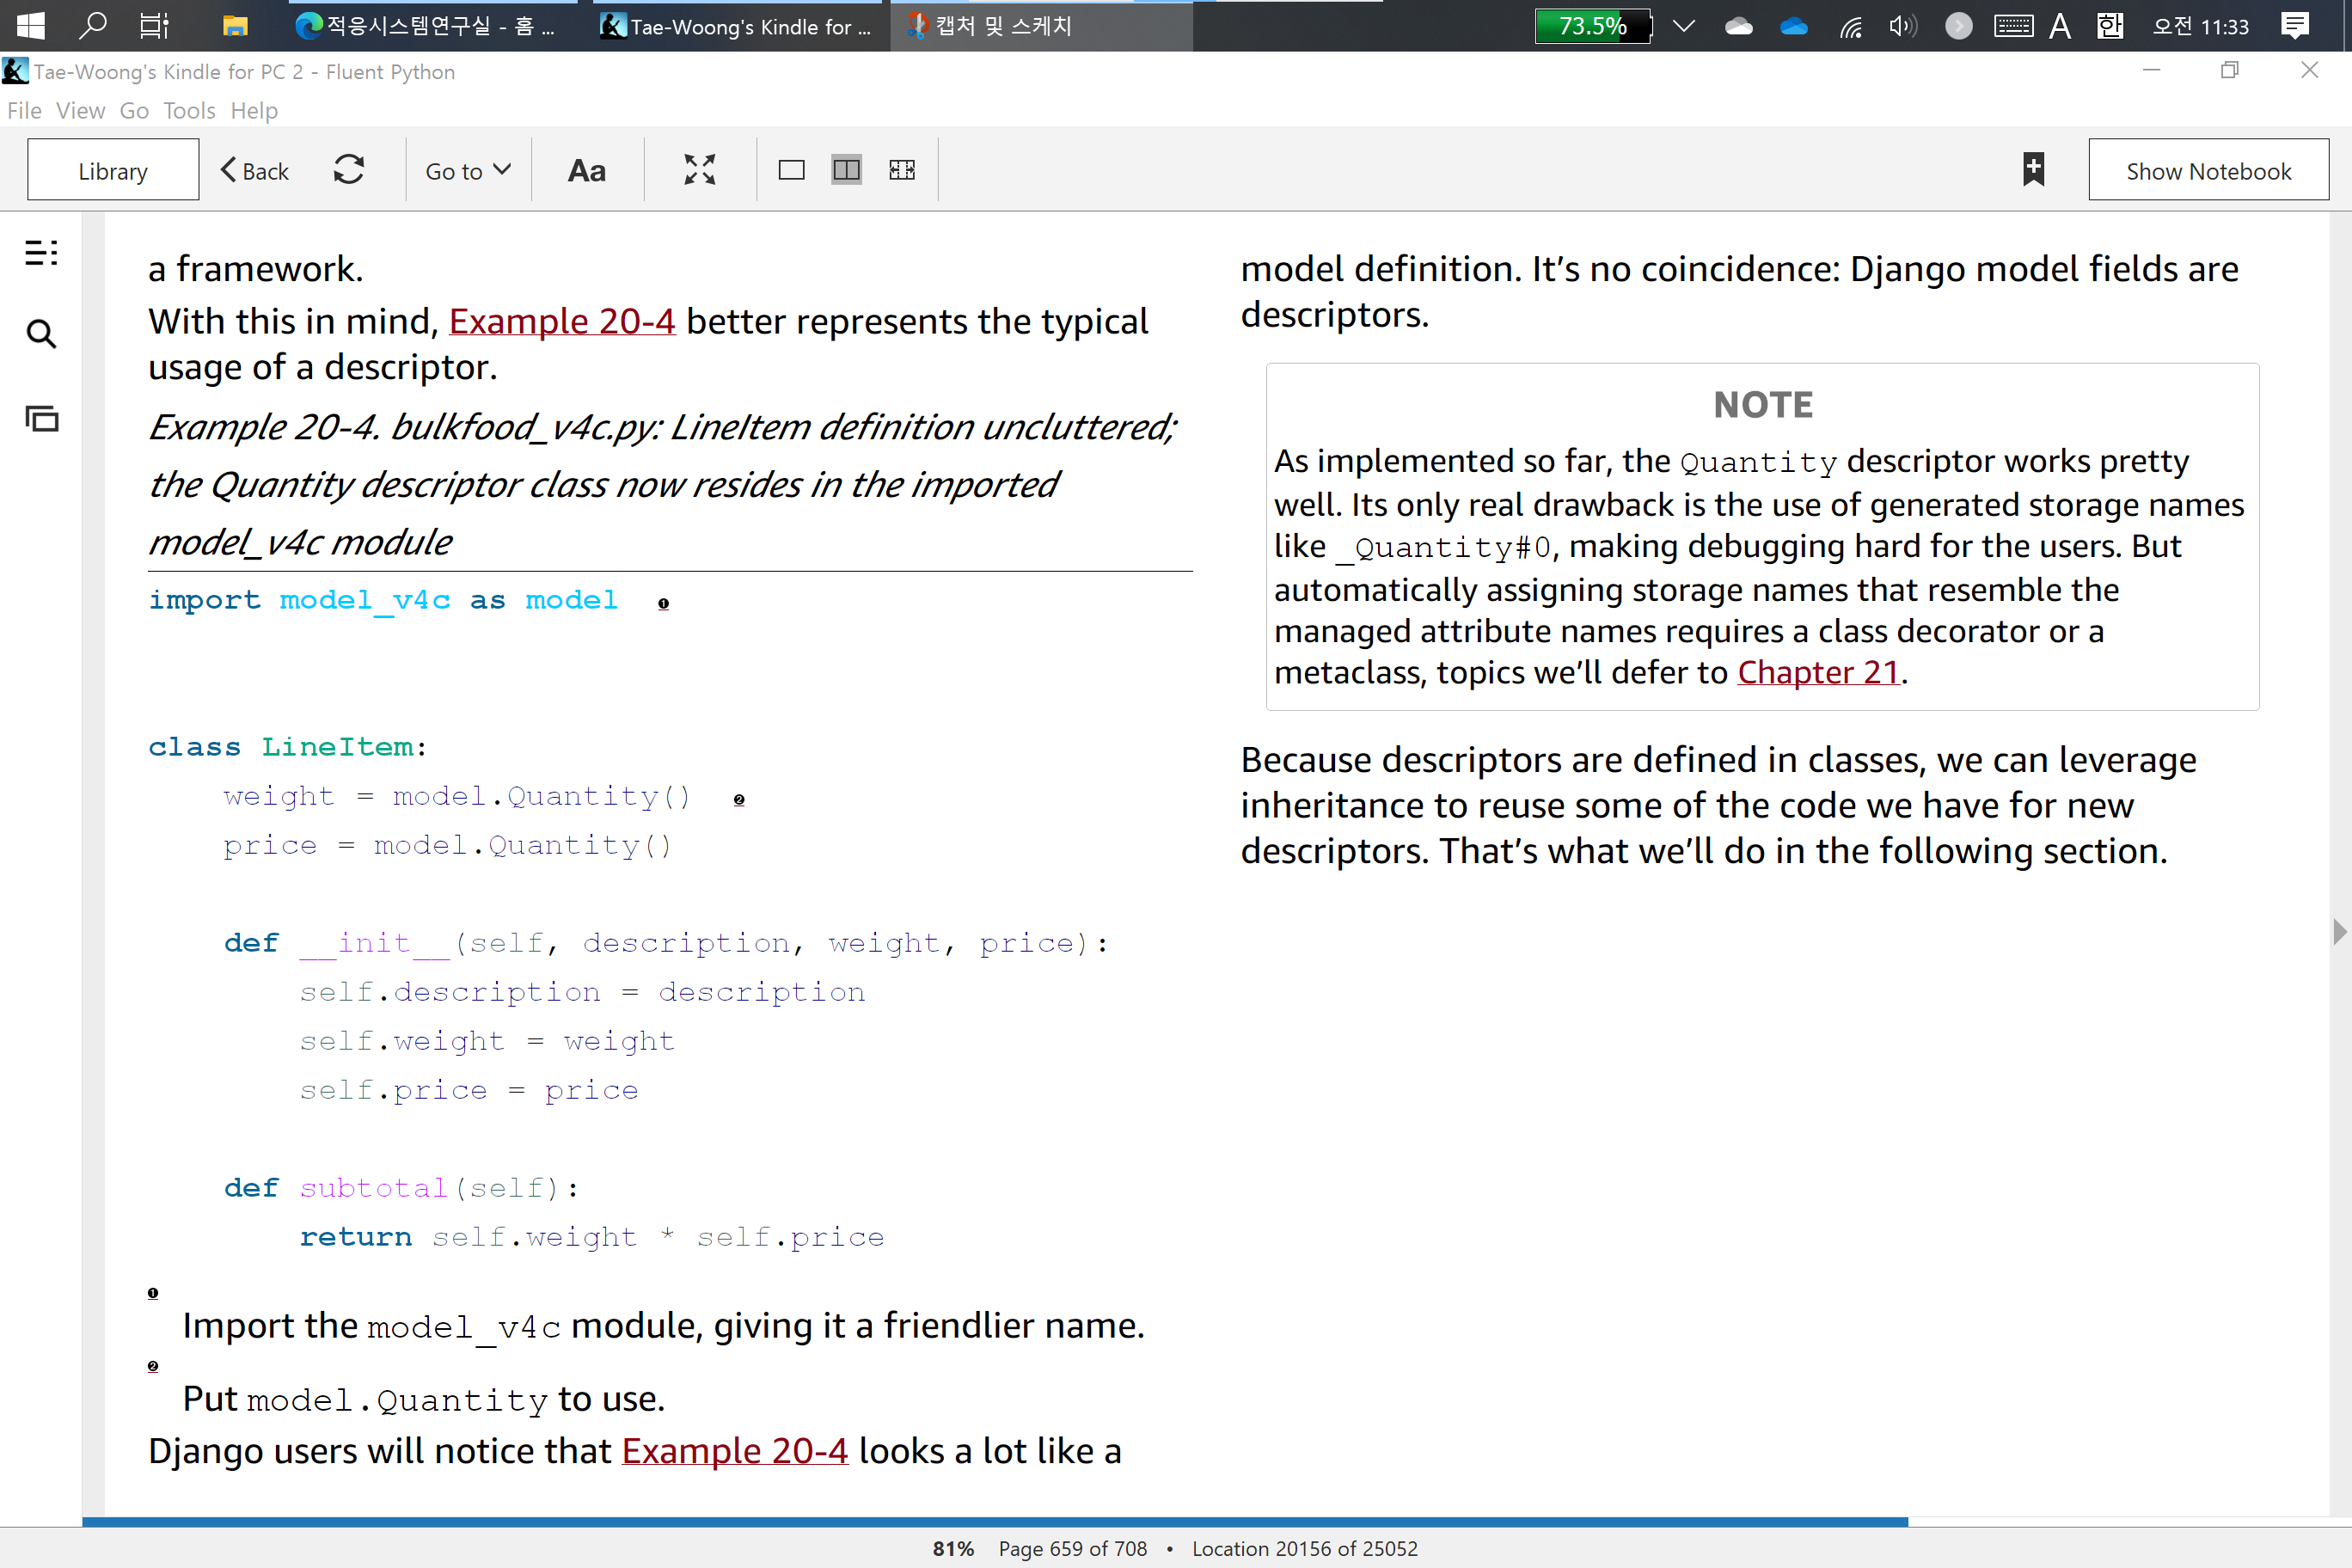 적응시스템연구실 - 홈 ...
Tae-Woong's Kindle for ...
캡처 및 스케치
73.5%
A
한
오전 11:33
Tae-Woong's Kindle for PC 2 - Fluent Python
File View Go Tools Help
Library
Back
Go to
Aa
Show Notebook
a framework.
With this in mind, Example 20-4 better represents the typical
usage of a descriptor.
Example 20-4. bulkfood_v4c.py: LineItem definition uncluttered;
the Quantity descriptor class now resides in the imported
model_v4c module
import model_v4c as model ❶
class LineItem:
    weight = model.Quantity() ❷
    price = model.Quantity()
    def __init__(self, description, weight, price):
        self.description = description
        self.weight = weight
        self.price = price
    def subtotal(self):
        return self.weight * self.price
❶
Import the model_v4c module, giving it a friendlier name.
❷
Put model.Quantity to use.
Django users will notice that Example 20-4 looks a lot like a
model definition. It’s no coincidence: Django model fields are
descriptors.
NOTE
As implemented so far, the Quantity descriptor works pretty
well. Its only real drawback is the use of generated storage names
like _Quantity#0, making debugging hard for the users. But
automatically assigning storage names that resemble the
managed attribute names requires a class decorator or a
metaclass, topics we’ll defer to Chapter 21.
Because descriptors are defined in classes, we can leverage
inheritance to reuse some of the code we have for new
descriptors. That’s what we’ll do in the following section.
81% Page 659 of 708 • Location 20156 of 25052